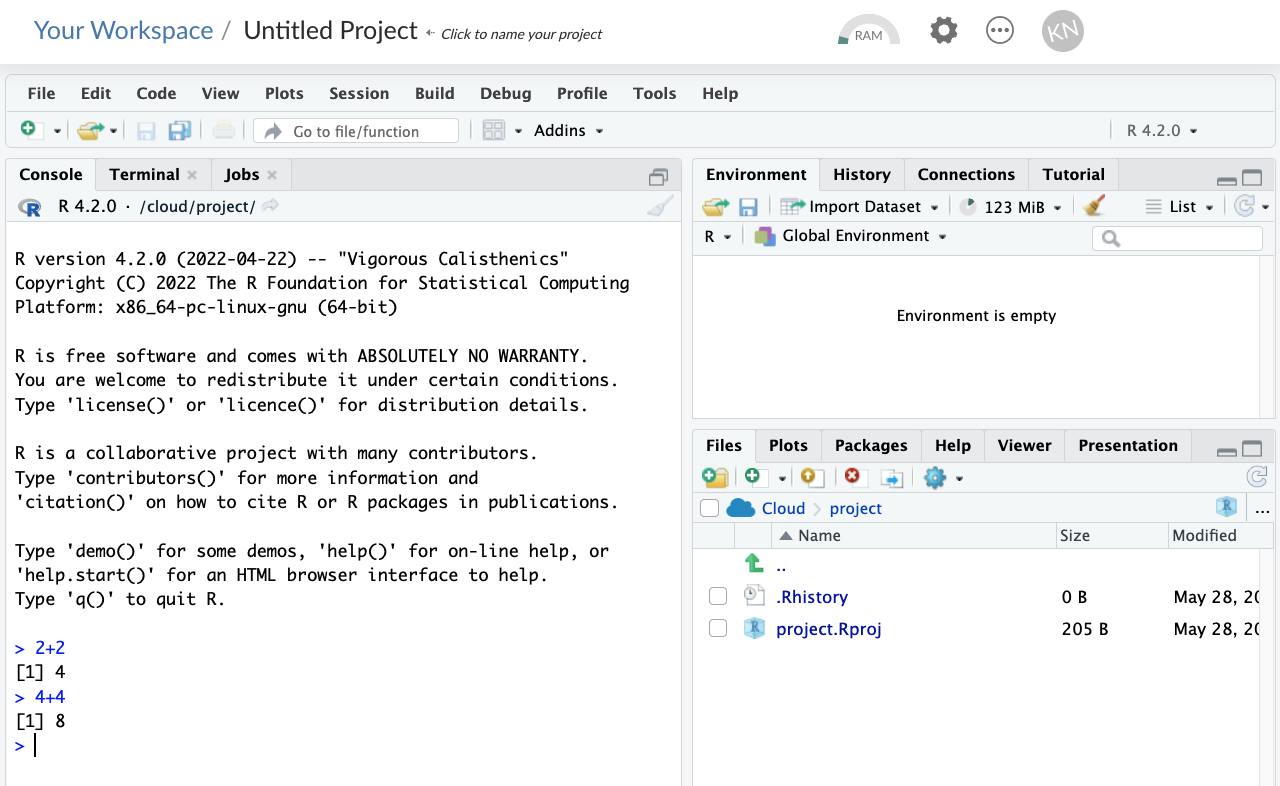 Your Workspace / Untitled Project ← Click to name your project
RAM
KN
File Edit Code View Plots Session Build Debug Profile Tools Help
Go to file/function Addins R 4.2.0
Console Terminal Jobs
R 4.2.0 · /cloud/project/
R version 4.2.0 (2022-04-22) -- "Vigorous Calisthenics"
Copyright (C) 2022 The R Foundation for Statistical Computing
Platform: x86_64-pc-linux-gnu (64-bit)
R is free software and comes with ABSOLUTELY NO WARRANTY.
You are welcome to redistribute it under certain conditions.
Type 'license()' or 'licence()' for distribution details.
R is a collaborative project with many contributors.
Type 'contributors()' for more information and
'citation()' on how to cite R or R packages in publications.
Type 'demo()' for some demos, 'help()' for on-line help, or
'help.start()' for an HTML browser interface to help.
Type 'q()' to quit R.
> 2+2
[1] 4
> 4+4
[1] 8
>
Environment History Connections Tutorial
Import Dataset 123 MiB List
R Global Environment
Environment is empty
Files Plots Packages Help Viewer Presentation
Cloud project R ...
Name Size Modified
..
.Rhistory 0 B May 28, 20
project.Rproj 205 B May 28, 20